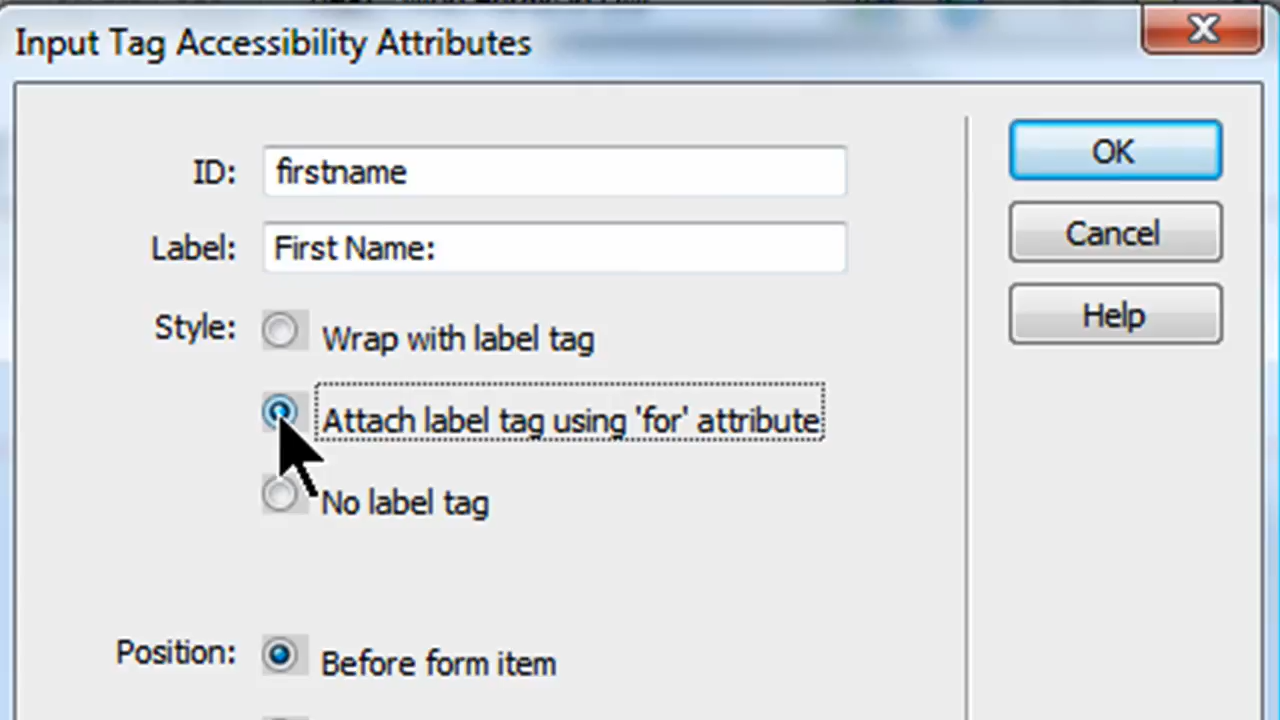 Input Tag Accessibility Attributes
ID: firstname
OK
Label: First Name:
Cancel
Style: Wrap with label tag
Help
Attach label tag using 'for' attribute
No label tag
Position: Before form item